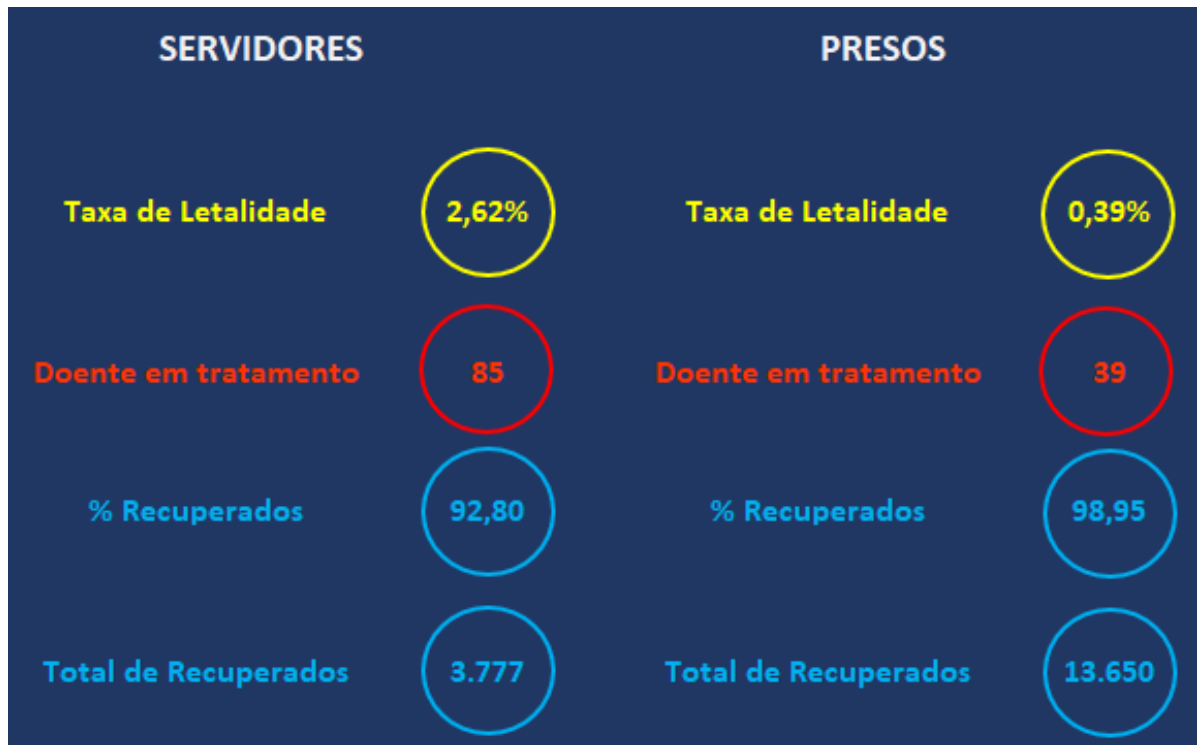 SERVIDORES
Taxa de Letalidade 2,62%
Doente em tratamento 85
% Recuperados 92,80
Total de Recuperados 3.777
PRESOS
Taxa de Letalidade 0,39%
Doente em tratamento 39
% Recuperados 98,95
Total de Recuperados 13.650